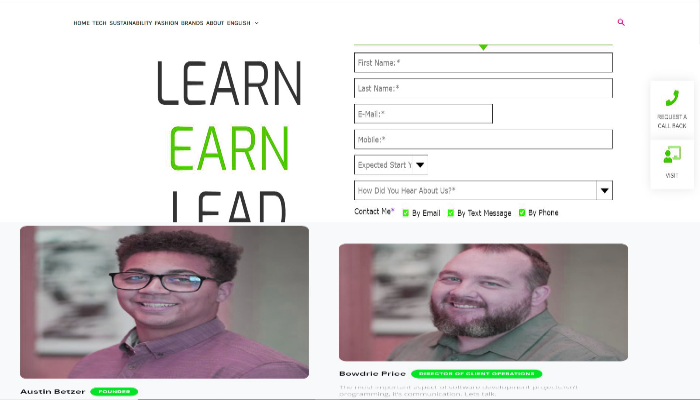 HOME TECH SUSTAINABILITY FASHION BRANDS ABOUT ENGLISH
LEARN
EARN
LEAD
First Name:*
Last Name:*
E-Mail:*
Mobile:*
Expected Start Y
How Did You Hear About Us?*
Contact Me* By Email By Text Message By Phone
REQUEST A
CALL BACK
VISIT
Austin Betzer FOUNDER
Bowdrie Price DIRECTOR OF CLIENT OPERATIONS
The most important aspect of software development projects isn't
programming, it's communication. Let's talk.